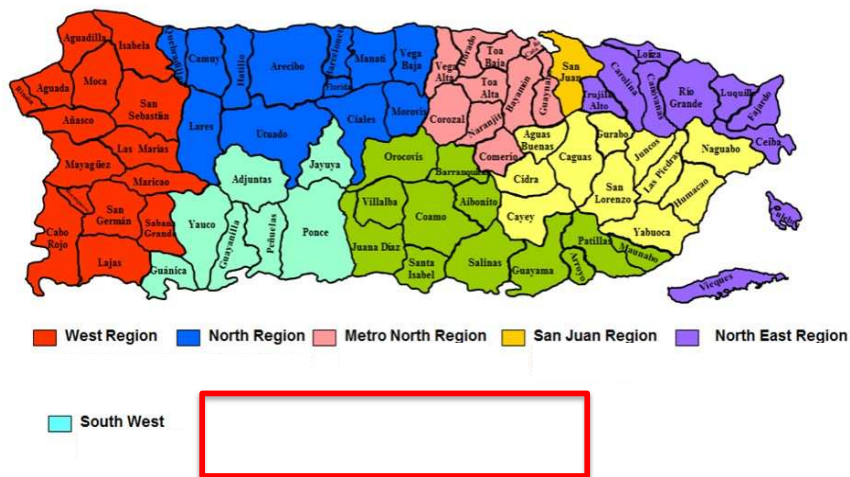 Aguadilla
Isabela
Quebradillas
Camuy
Hatillo
Arecibo
Barceloneta
Manatí
Vega
Baja
Vega
Alta
Dorado
Toa
Baja
San
Juan
Loíza
Moca
Aguada
Rincón
San
Sebastián
Lares
Utuado
Florida
Ciales
Morovis
Corozal
Toa
Alta
Naranjito
Bayamón
Guaynabo
Trujillo
Alto
Carolina
Canóvanas
Río
Grande
Luquillo
Fajardo
Ceiba
Añasco
Las Marías
Mayagüez
Maricao
Adjuntas
Jayuya
Orocovis
Barranquitas
Comerío
Aguas
Buenas
Caguas
Gurabo
Juncos
Las Piedras
Naguabo
Humacao
Cidra
Cayey
San
Lorenzo
Yabucoa
Cabo
Rojo
San
Germán
Sabana
Grande
Lajas
Guánica
Yauco
Guayanilla
Peñuelas
Ponce
Villalba
Juana Díaz
Coamo
Aibonito
Santa
Isabel
Salinas
Guayama
Patillas
Arroyo
Maunabo
Vieques
West Region
North Region
Metro North Region
San Juan Region
North East Region
South West